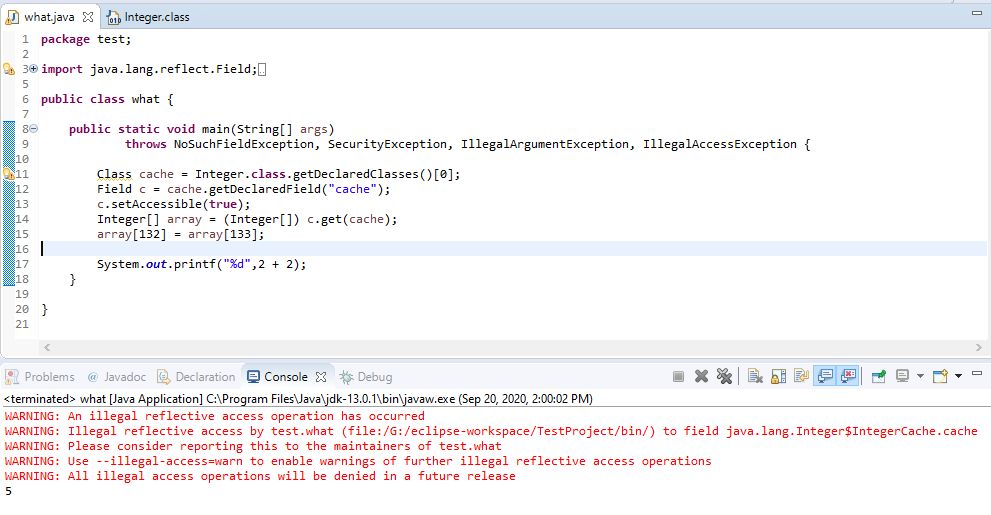 what.java Integer.class
1 package test;
2
3 import java.lang.reflect.Field;
5
6 public class what {
7
8 public static void main(String[] args)
9 throws NoSuchFieldException, SecurityException, IllegalArgumentException, IllegalAccessException {
10
11 Class cache = Integer.class.getDeclaredClasses()[0];
12 Field c = cache.getDeclaredField("cache");
13 c.setAccessible(true);
14 Integer[] array = (Integer[]) c.get(cache);
15 array[132] = array[133];
16
17 System.out.printf("%d",2 + 2);
18 }
19
20 }
21
Problems @ Javadoc Declaration Console Debug
<terminated> what [Java Application] C:\Program Files\Java\jdk-13.0.1\bin\javaw.exe (Sep 20, 2020, 2:00:02 PM)
WARNING: An illegal reflective access operation has occurred
WARNING: Illegal reflective access by test.what (file:/G:/eclipse-workspace/TestProject/bin/) to field java.lang.Integer$IntegerCache.cache
WARNING: Please consider reporting this to the maintainers of test.what
WARNING: Use --illegal-access=warn to enable warnings of further illegal reflective access operations
WARNING: All illegal access operations will be denied in a future release
5